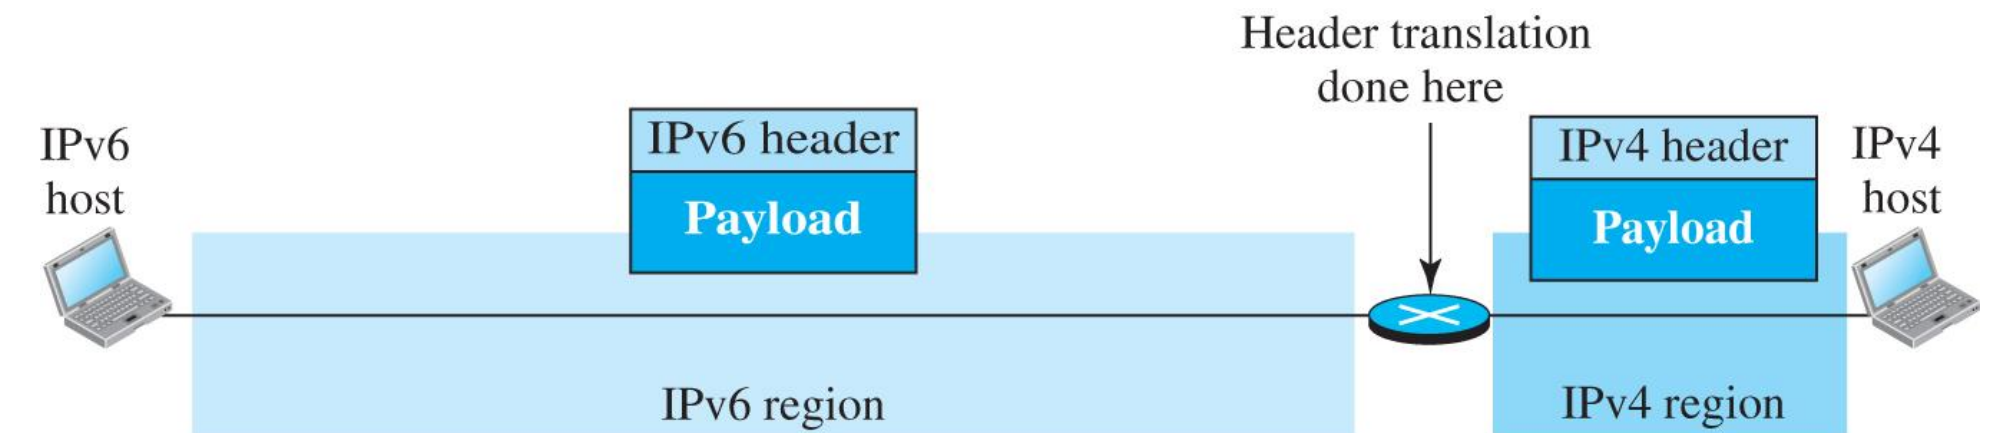 Header translation
done here
IPv6
host
IPv6 header
Payload
IPv4 header
Payload
IPv4
host
IPv6 region
IPv4 region